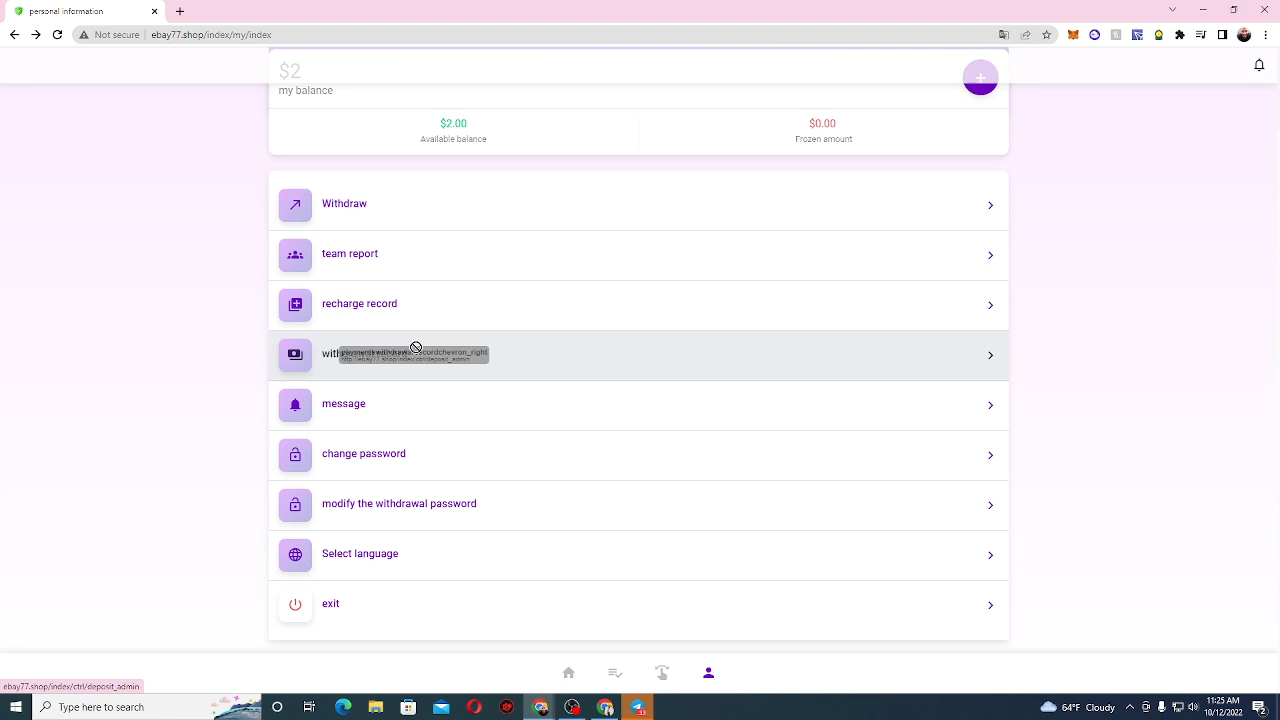 personal information
Not secure
ebay77.shop/index/my/index
$2
my balance
$2.00
Available balance
$0.00
Frozen amount
Withdraw
team report
recharge record
message
change password
modify the withdrawal password
Select language
exit
ebay77.shop/index/ctrl/deposit_admin
Type here to search
13
66°F Cloudy
11:25 AM
10/12/2022